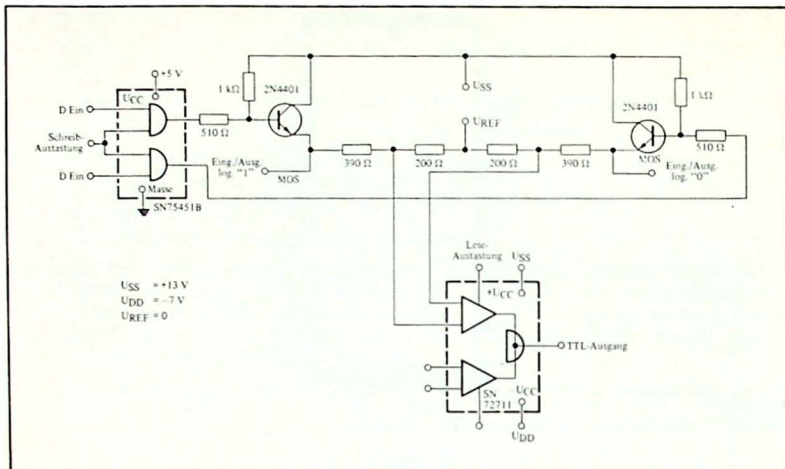 +5 V
UCC
D Ein
Schreib-
Austastung
D Ein
Masse
SN75451B
510 Ω
1 kΩ
2N4401
Eing./Ausg.
log. "1"
MOS
390 Ω
200 Ω
USS
UREF
200 Ω
390 Ω
2N4401
1 kΩ
510 Ω
MOS
Eing./Ausg.
log. "0"
USS = +13 V
UDD = −7 V
UREF = 0
Lese-
Austastung
USS
+UCC
TTL-Ausgang
SN
72711
-UCC
UDD